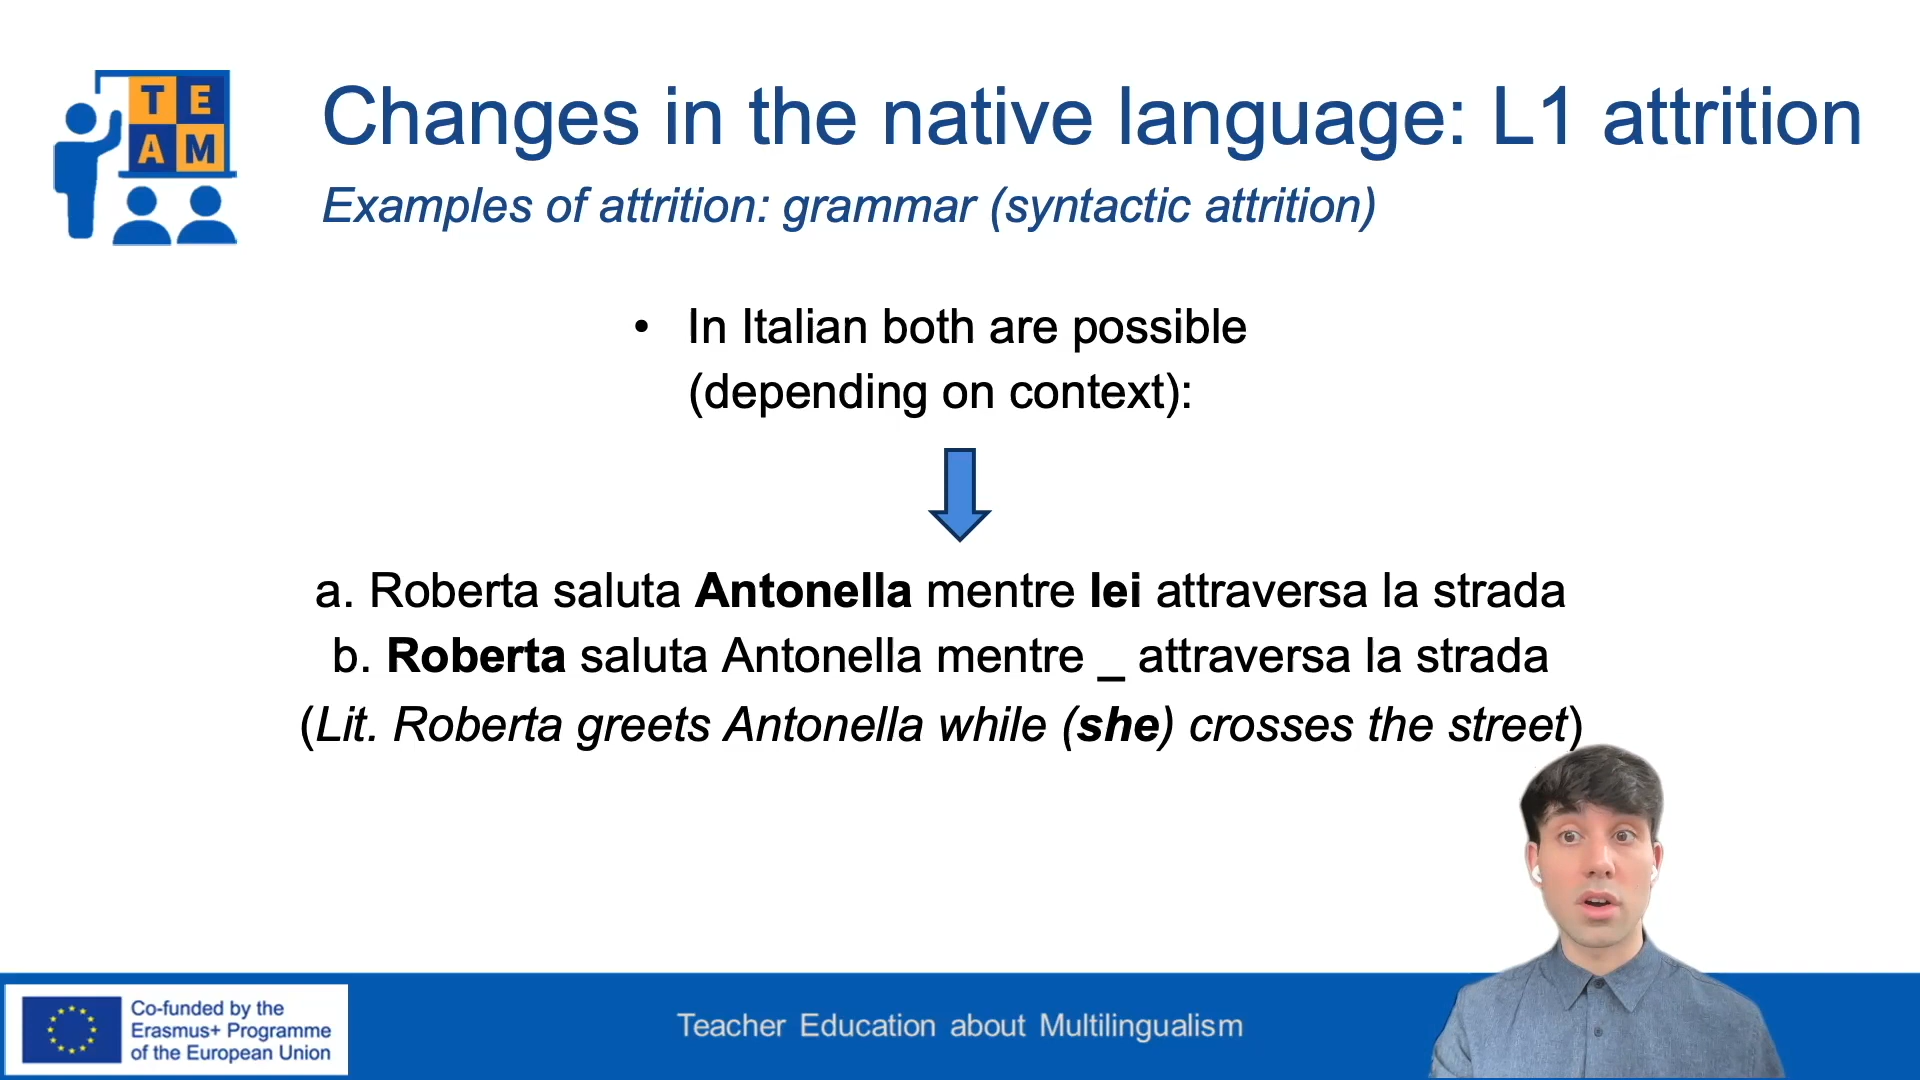 T E
A M
Changes in the native language: L1 attrition
Examples of attrition: grammar (syntactic attrition)
• In Italian both are possible
(depending on context):
a. Roberta saluta Antonella mentre lei attraversa la strada
b. Roberta saluta Antonella mentre _ attraversa la strada
(Lit. Roberta greets Antonella while (she) crosses the street)
Co-funded by the
Erasmus+ Programme
of the European Union
Teacher Education about Multilingualism